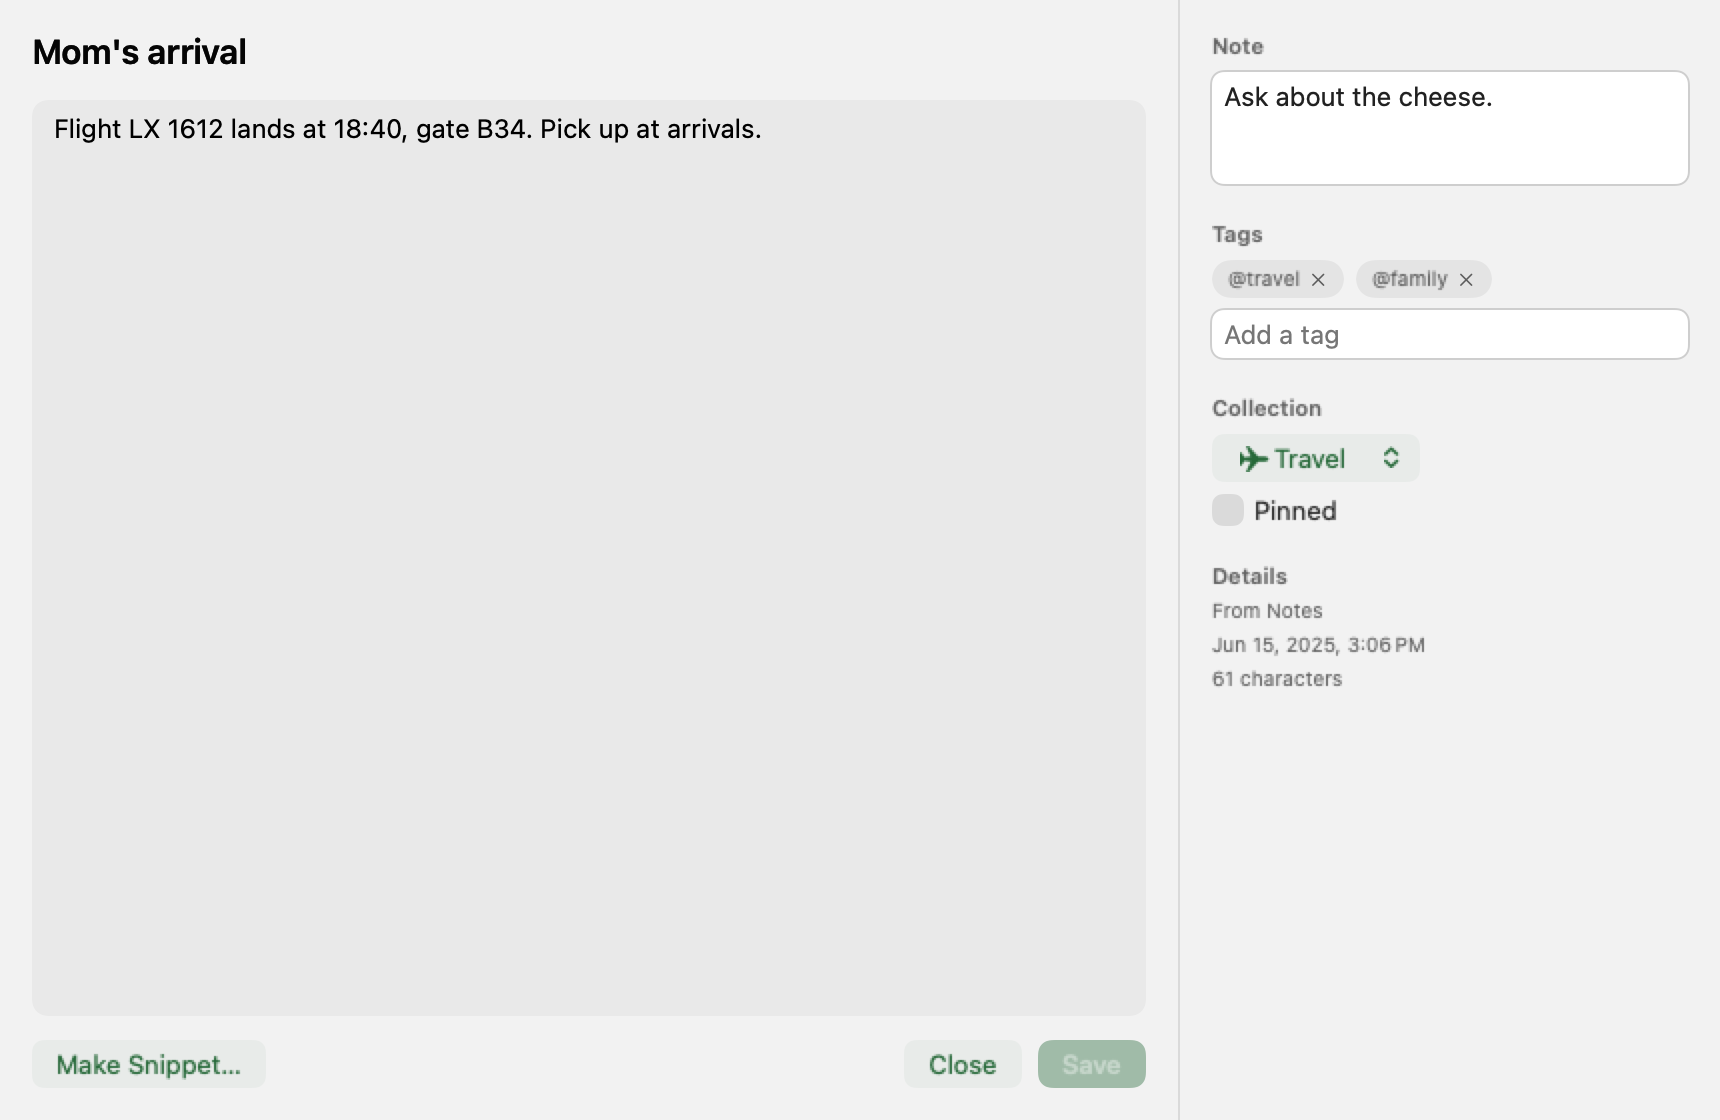 Mom's arrival
Flight LX 1612 lands at 18:40, gate B34. Pick up at arrivals.
Make Snippet...
Close
Save
Note
Ask about the cheese.
Tags
@travel
@family
Add a tag
Collection
Travel
Pinned
Details
From Notes
Jun 15, 2025, 3:06 PM
61 characters